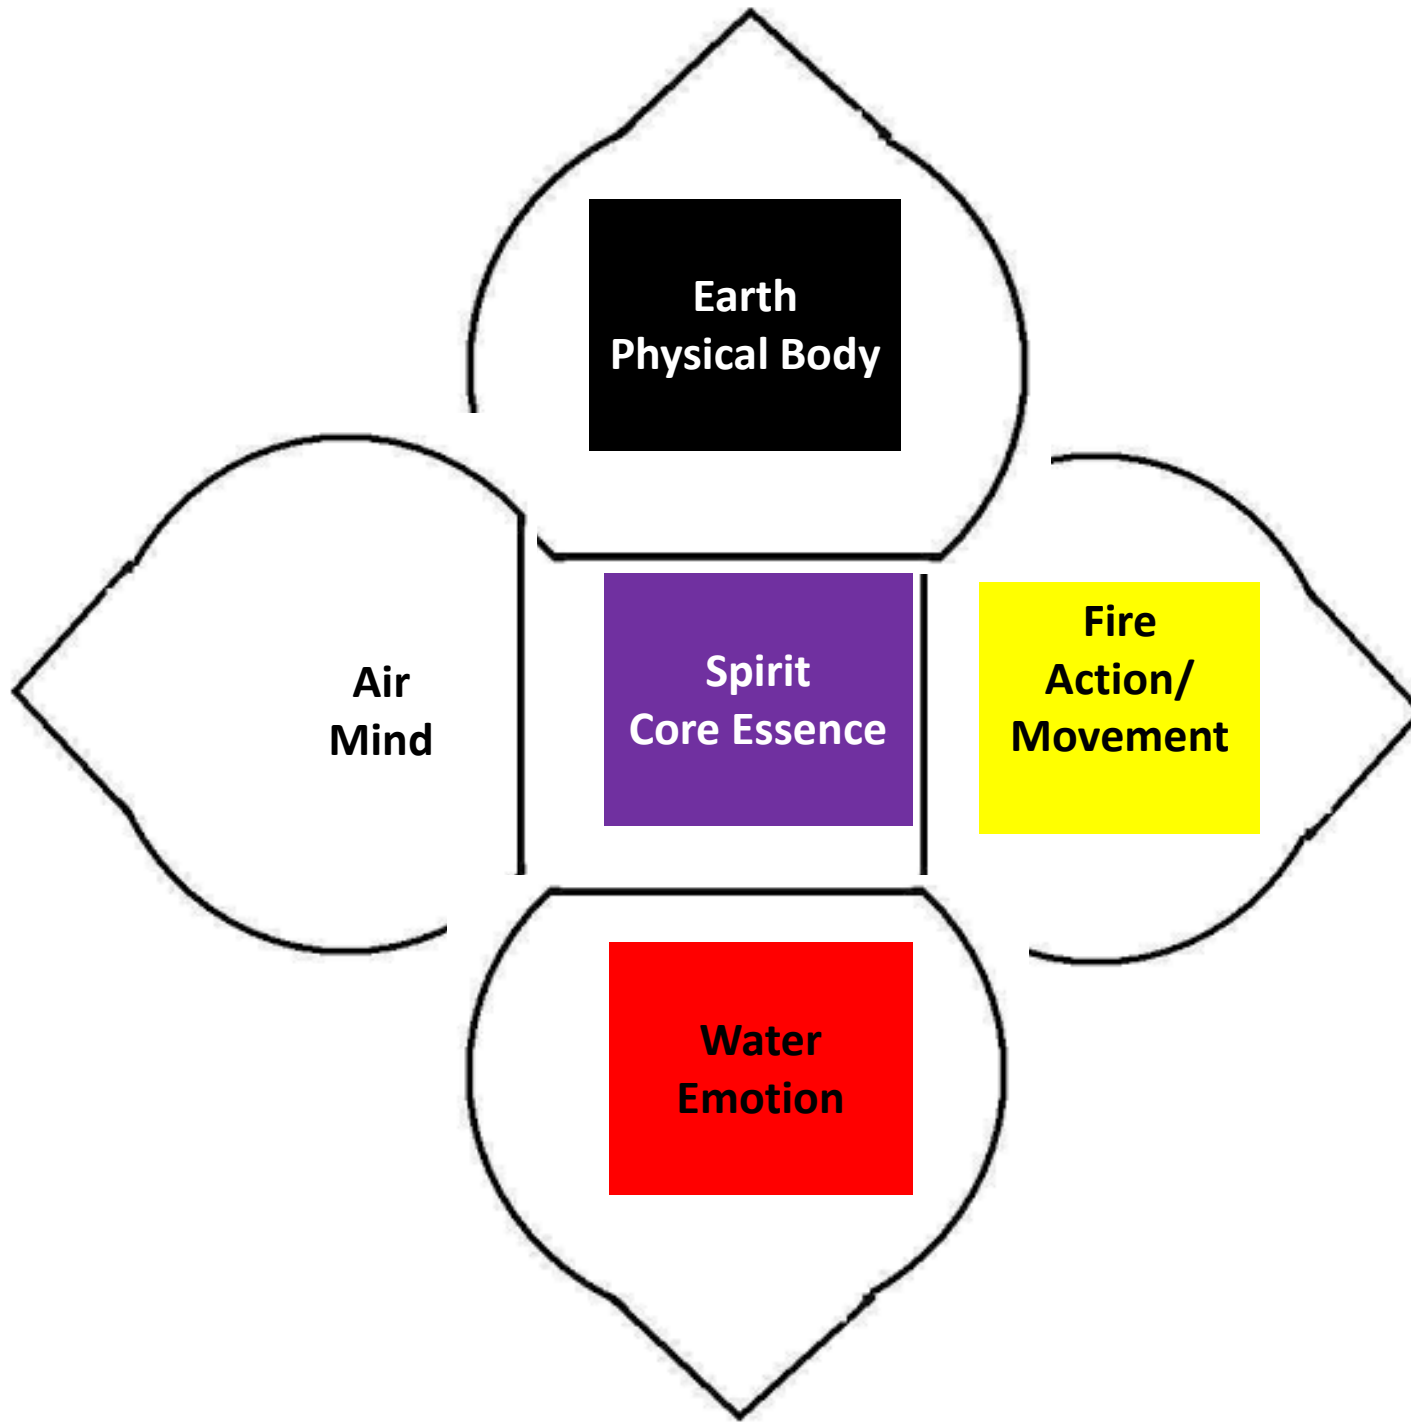 Earth
Physical Body
Air
Mind
Spirit
Core Essence
Fire
Action/
Movement
Water
Emotion